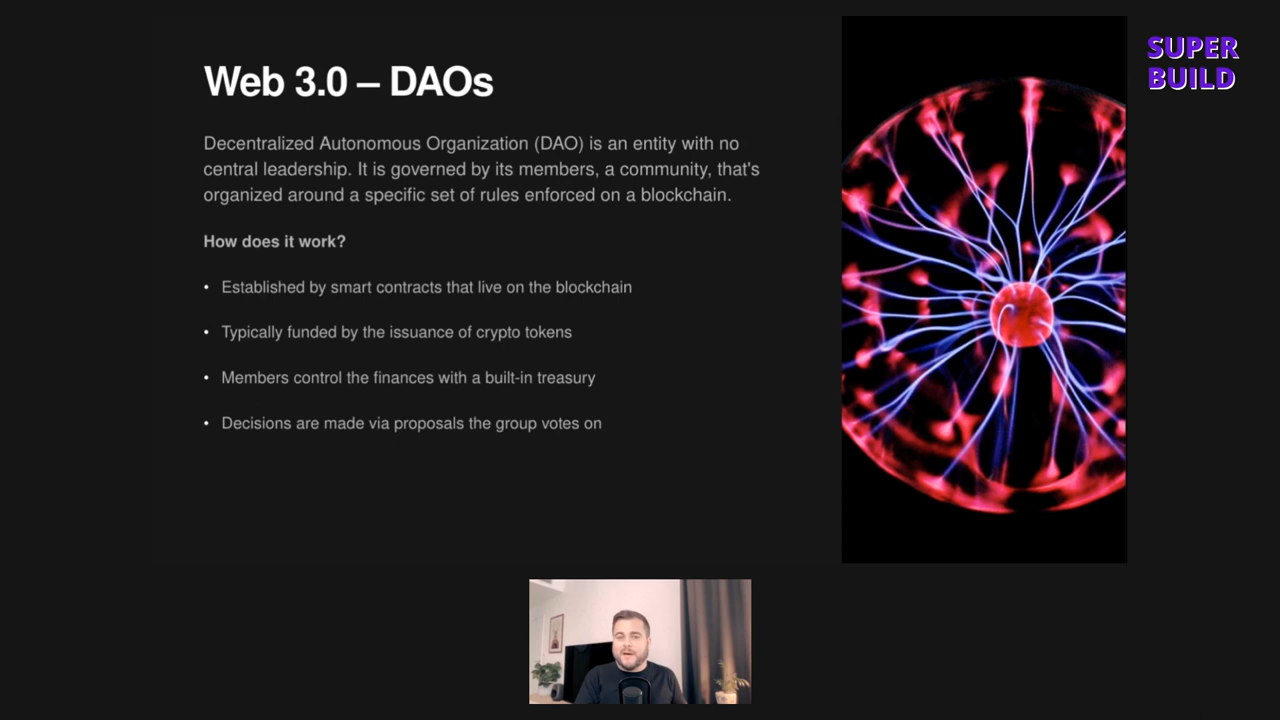 SUPER
BUILD
Web 3.0 – DAOs
Decentralized Autonomous Organization (DAO) is an entity with no
central leadership. It is governed by its members, a community, that's
organized around a specific set of rules enforced on a blockchain.
How does it work?
• Established by smart contracts that live on the blockchain
• Typically funded by the issuance of crypto tokens
• Members control the finances with a built-in treasury
• Decisions are made via proposals the group votes on